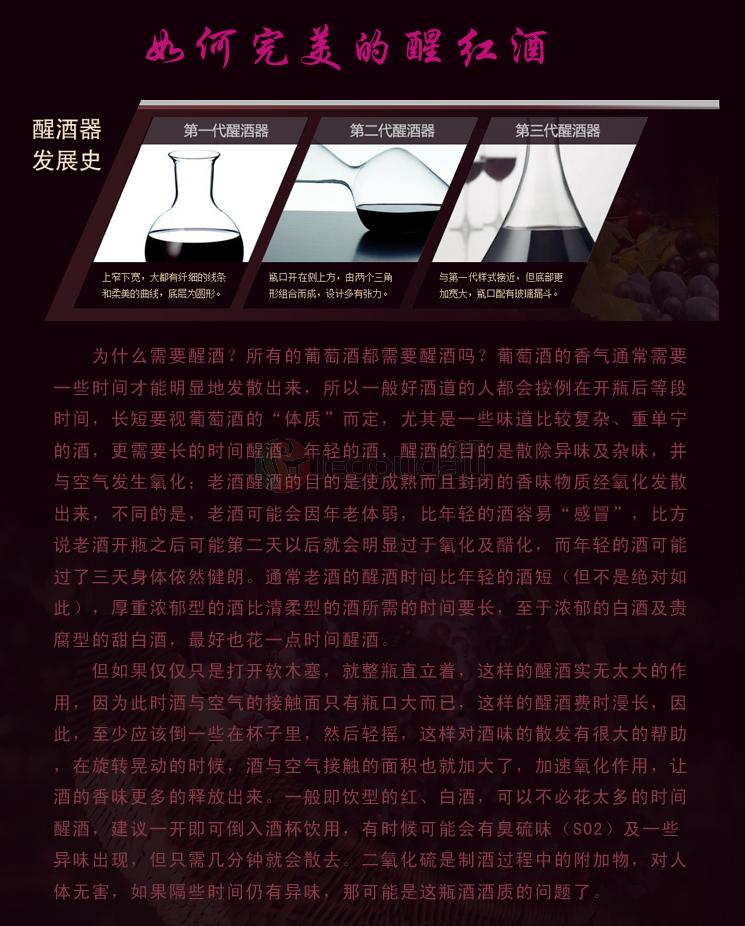 如何完美的醒红酒
醒酒器
发展史
第一代醒酒器
第二代醒酒器
第三代醒酒器
上窄下宽，大都有纤细的线条
和柔美的曲线，底层为圆形。
瓶口开在侧上方，由两个三角
形组合而成，设计多有张力。
与第一代样式接近，但底部更
加宽大，瓶口配有玻璃漏斗。
为什么需要醒酒？所有的葡萄酒都需要醒酒吗？葡萄酒的香气通常需要
一些时间才能明显地发散出来，所以一般好酒道的人都会按例在开瓶后等段
时间，长短要视葡萄酒的“体质”而定，尤其是一些味道比较复杂、重单宁
的酒，更需要长的时间醒酒。年轻的酒，醒酒的目的是散除异味及杂味，并
与空气发生氧化；老酒醒酒的目的是使成熟而且封闭的香味物质经氧化发散
出来，不同的是，老酒可能会因年老体弱，比年轻的酒容易“感冒”，比方
说老酒开瓶之后可能第二天以后就会明显过于氧化及醋化，而年轻的酒可能
过了三天身体依然健朗。通常老酒的醒酒时间比年轻的酒短（但不是绝对如
此），厚重浓郁型的酒比清柔型的酒所需的时间要长，至于浓郁的白酒及贵
腐型的甜白酒，最好也花一点时间醒酒。
但如果仅仅只是打开软木塞，就整瓶直立着，这样的醒酒实无太大的作
用，因为此时酒与空气的接触面只有瓶口大而已，这样的醒酒费时漫长，因
此，至少应该倒一些在杯子里，然后轻摇，这样对酒味的散发有很大的帮助
，在旋转晃动的时候，酒与空气接触的面积也就加大了，加速氧化作用，让
酒的香味更多的释放出来。一般即饮型的红、白酒，可以不必花太多的时间
醒酒，建议一开即可倒入酒杯饮用，有时候可能会有臭硫味（SO2）及一些
异味出现，但只需几分钟就会散去。二氧化硫是制酒过程中的附加物，对人
体无害，如果隔些时间仍有异味，那可能是这瓶酒酒质的问题了。